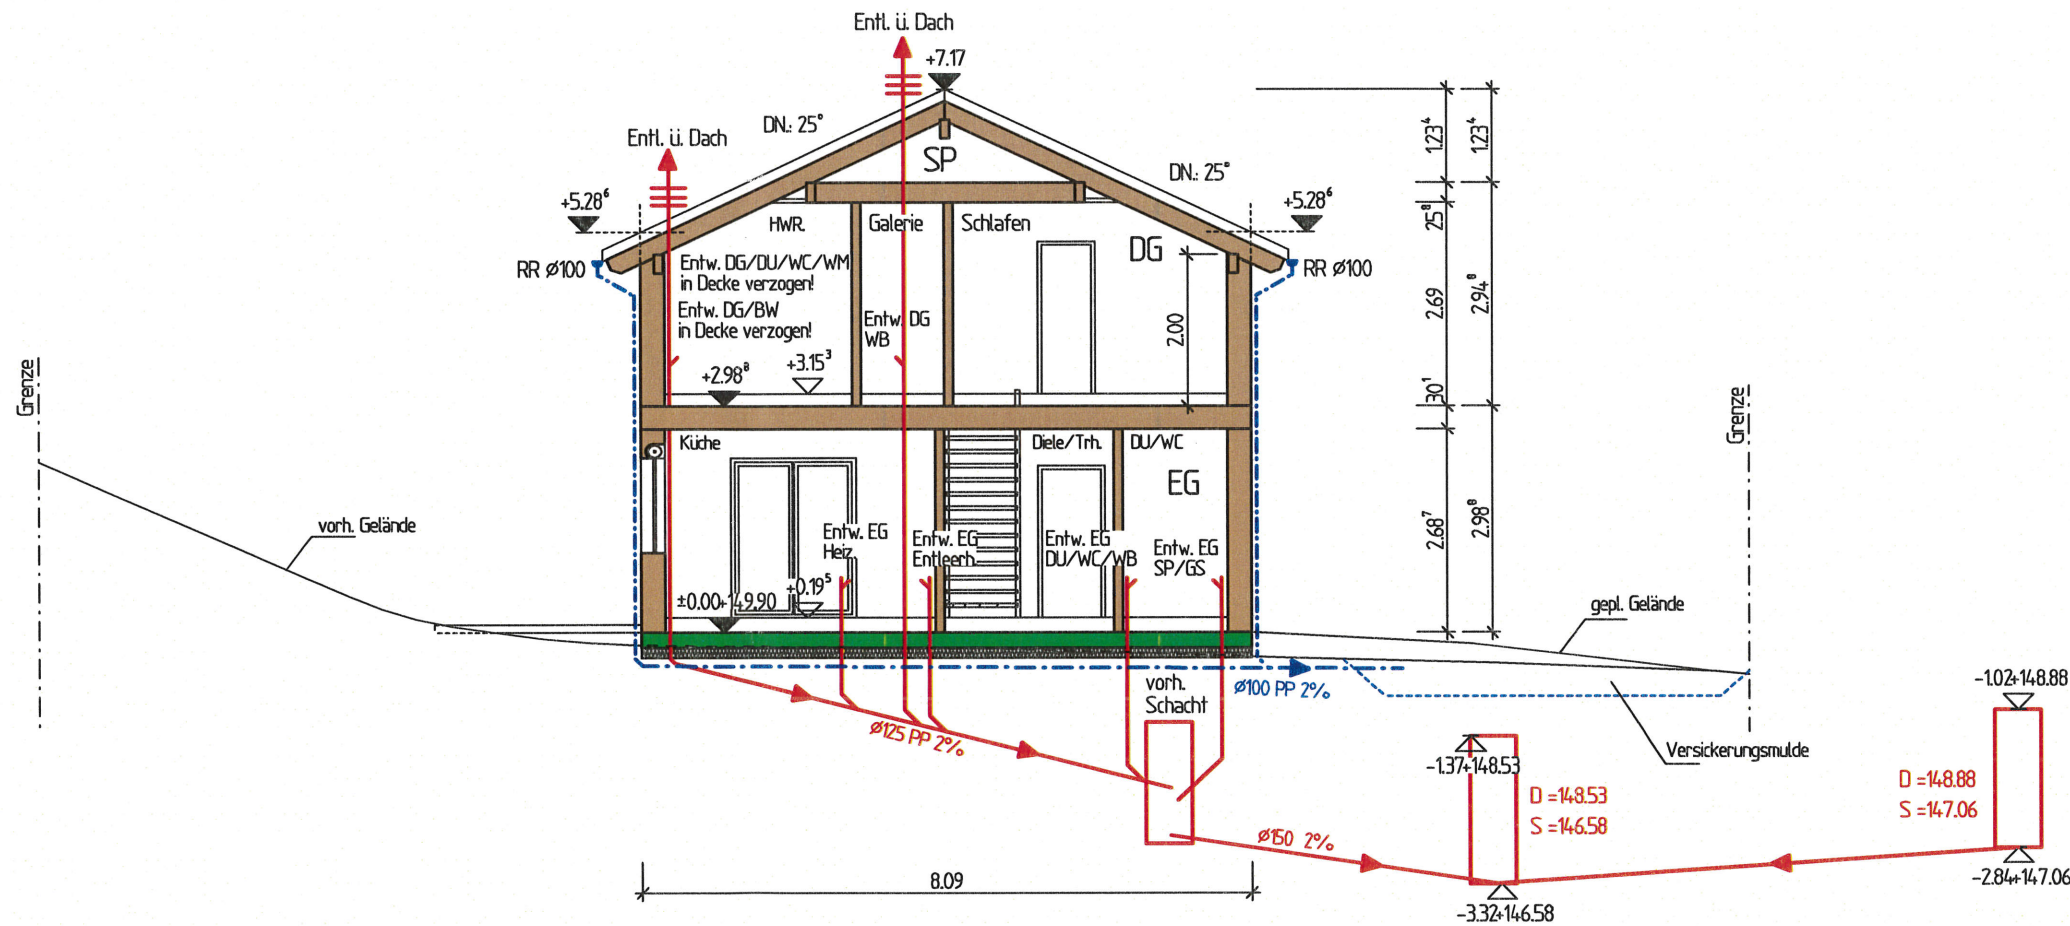 Entl. ü. Dach
+7.17
DN.: 25°
Entl. ü. Dach
SP
DN.: 25°
+5.28⁶
+5.28⁶
HWR.
Galerie
Schlafen
DG
RR Ø100
RR Ø100
Entw. DG/DU/WC/WM
in Decke verzogen!
Entw. DG/BW
in Decke verzogen!
Entw. DG
WB
2.00
+3.15³
+2.98⁸
1.23⁴
1.23⁴
25⁸
2.69
2.94⁸
30¹
2.68⁷
2.98⁸
Grenze
Grenze
Küche
Diele/Trh.
DU/WC
EG
vorh. Gelände
Entw. EG
Heiz.
Entw. EG
Entleerh.
Entw. EG
DU/WC/WB
Entw. EG
SP/GS
+0.19⁵
±0.00+149.90
gepl. Gelände
vorh.
Schacht
Ø100 PP 2%
Ø125 PP 2%
-1.02+148.88
Versickerungsmulde
-1.37+148.53
D =148.53
S =146.58
D =148.88
S =147.06
Ø150 2%
8.09
-2.84+147.06
-3.32+146.58